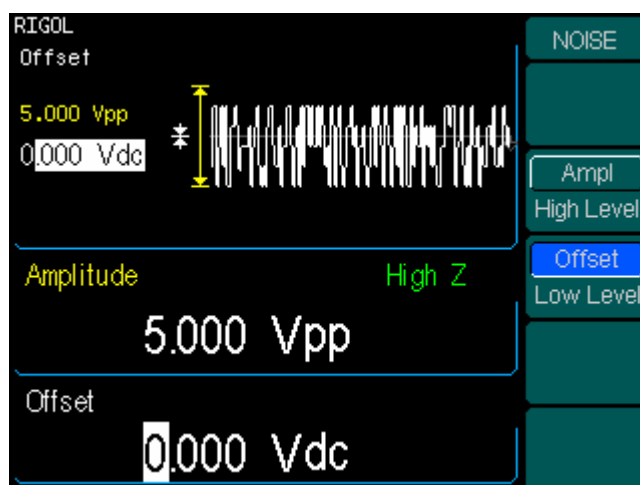 RIGOL
Offset
5.000 Vpp
0.000 Vdc
Amplitude
High Z
5.000 Vpp
Offset
0.000 Vdc
NOISE
Ampl
High Level
Offset
Low Level